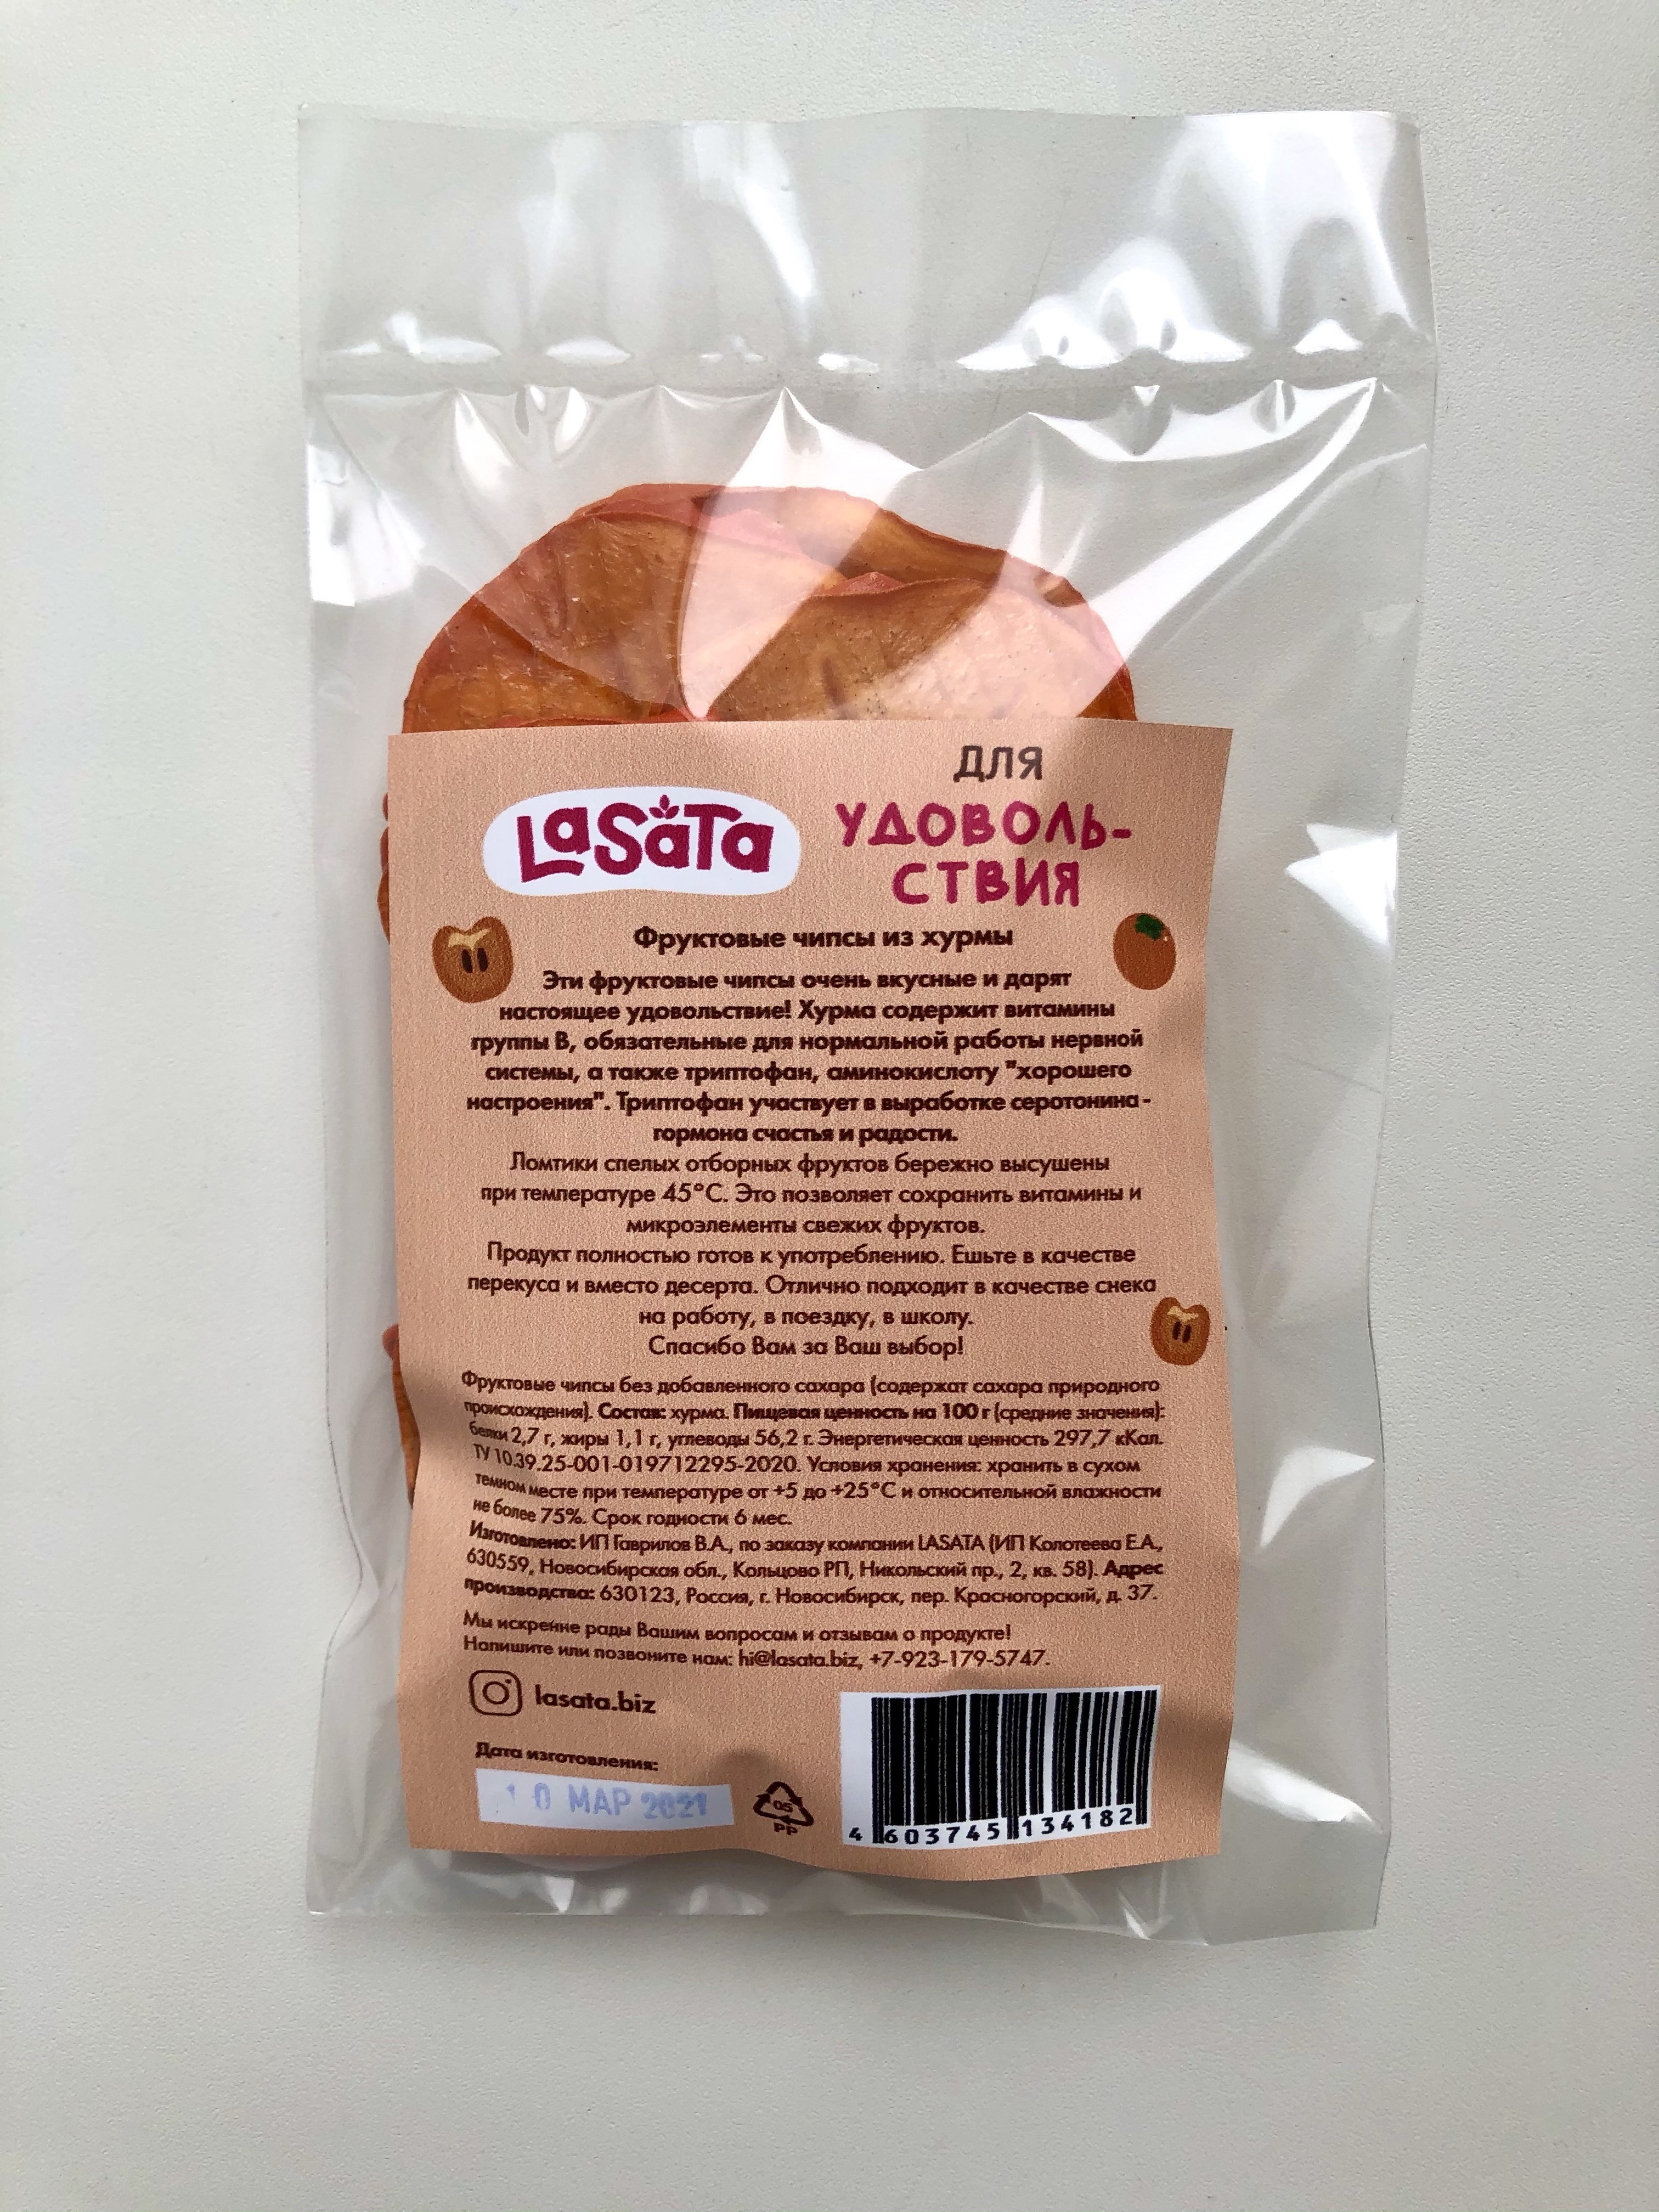 LaSaTa
ДЛЯ
УДОВОЛЬ-
СТВИЯ
Фруктовые чипсы из хурмы
Эти фруктовые чипсы очень вкусные и дарят
настоящее удовольствие! Хурма содержит витамины
группы В, обязательные для нормальной работы нервной
системы, а также триптофан, аминокислоту "хорошего
настроения". Триптофан участвует в выработке серотонина -
гормона счастья и радости.
Ломтики спелых отборных фруктов бережно высушены
при температуре 45°С. Это позволяет сохранить витамины и
микроэлементы свежих фруктов.
Продукт полностью готов к употреблению. Ешьте в качестве
перекуса и вместо десерта. Отлично подходит в качестве снека
на работу, в поездку, в школу.
Спасибо Вам за Ваш выбор!
Фруктовые чипсы без добавленного сахара (содержат сахара природного
происхождения). Состав: хурма. Пищевая ценность на 100 г (средние значения):
белки 2,7 г, жиры 1,1 г, углеводы 56,2 г. Энергетическая ценность 297,7 кКал.
ТУ 10.39.25-001-019712295-2020. Условия хранения: хранить в сухом
темном месте при температуре от +5 до +25°С и относительной влажности
не более 75%. Срок годности 6 мес.
Изготовлено: ИП Гаврилов В.А., по заказу компании LASATA (ИП Колотеева Е.А.,
630559, Новосибирская обл., Кольцово РП, Никольский пр., 2, кв. 58). Адрес
производства: 630123, Россия, г. Новосибирск, пер. Красногорский, д. 37.
Мы искренне рады Вашим вопросам и отзывам о продукте!
Напишите или позвоните нам: hi@lasata.biz, +7-923-179-5747.
lasata.biz
Дата изготовления:
10 МАР 2021
05
PP
4 603745 134182